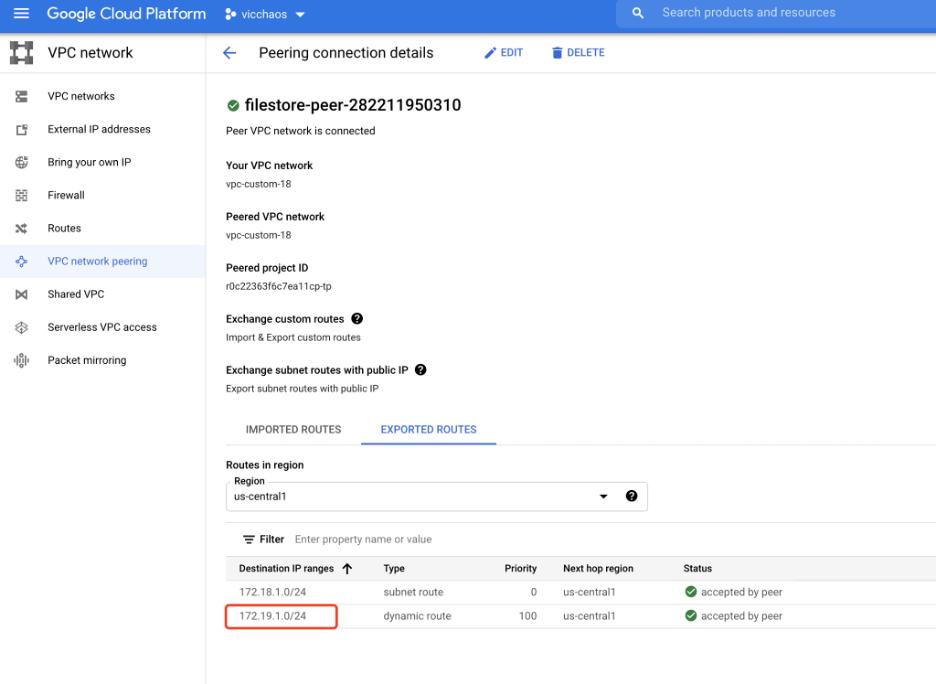 Google Cloud Platform
vicchaos
Search products and resources
VPC network
Peering connection details
EDIT
DELETE
VPC networks
External IP addresses
Bring your own IP
Firewall
Routes
VPC network peering
Shared VPC
Serverless VPC access
Packet mirroring
filestore-peer-282211950310
Peer VPC network is connected
Your VPC network
vpc-custom-18
Peered VPC network
vpc-custom-18
Peered project ID
r0c22363f6c7ea11cp-tp
Exchange custom routes
Import & Export custom routes
Exchange subnet routes with public IP
Export subnet routes with public IP
IMPORTED ROUTES EXPORTED ROUTES
Routes in region
Region
us-central1
Filter Enter property name or value
Destination IP ranges Type Priority Next hop region Status
172.18.1.0/24 subnet route 0 us-central1 accepted by peer
172.19.1.0/24 dynamic route 100 us-central1 accepted by peer